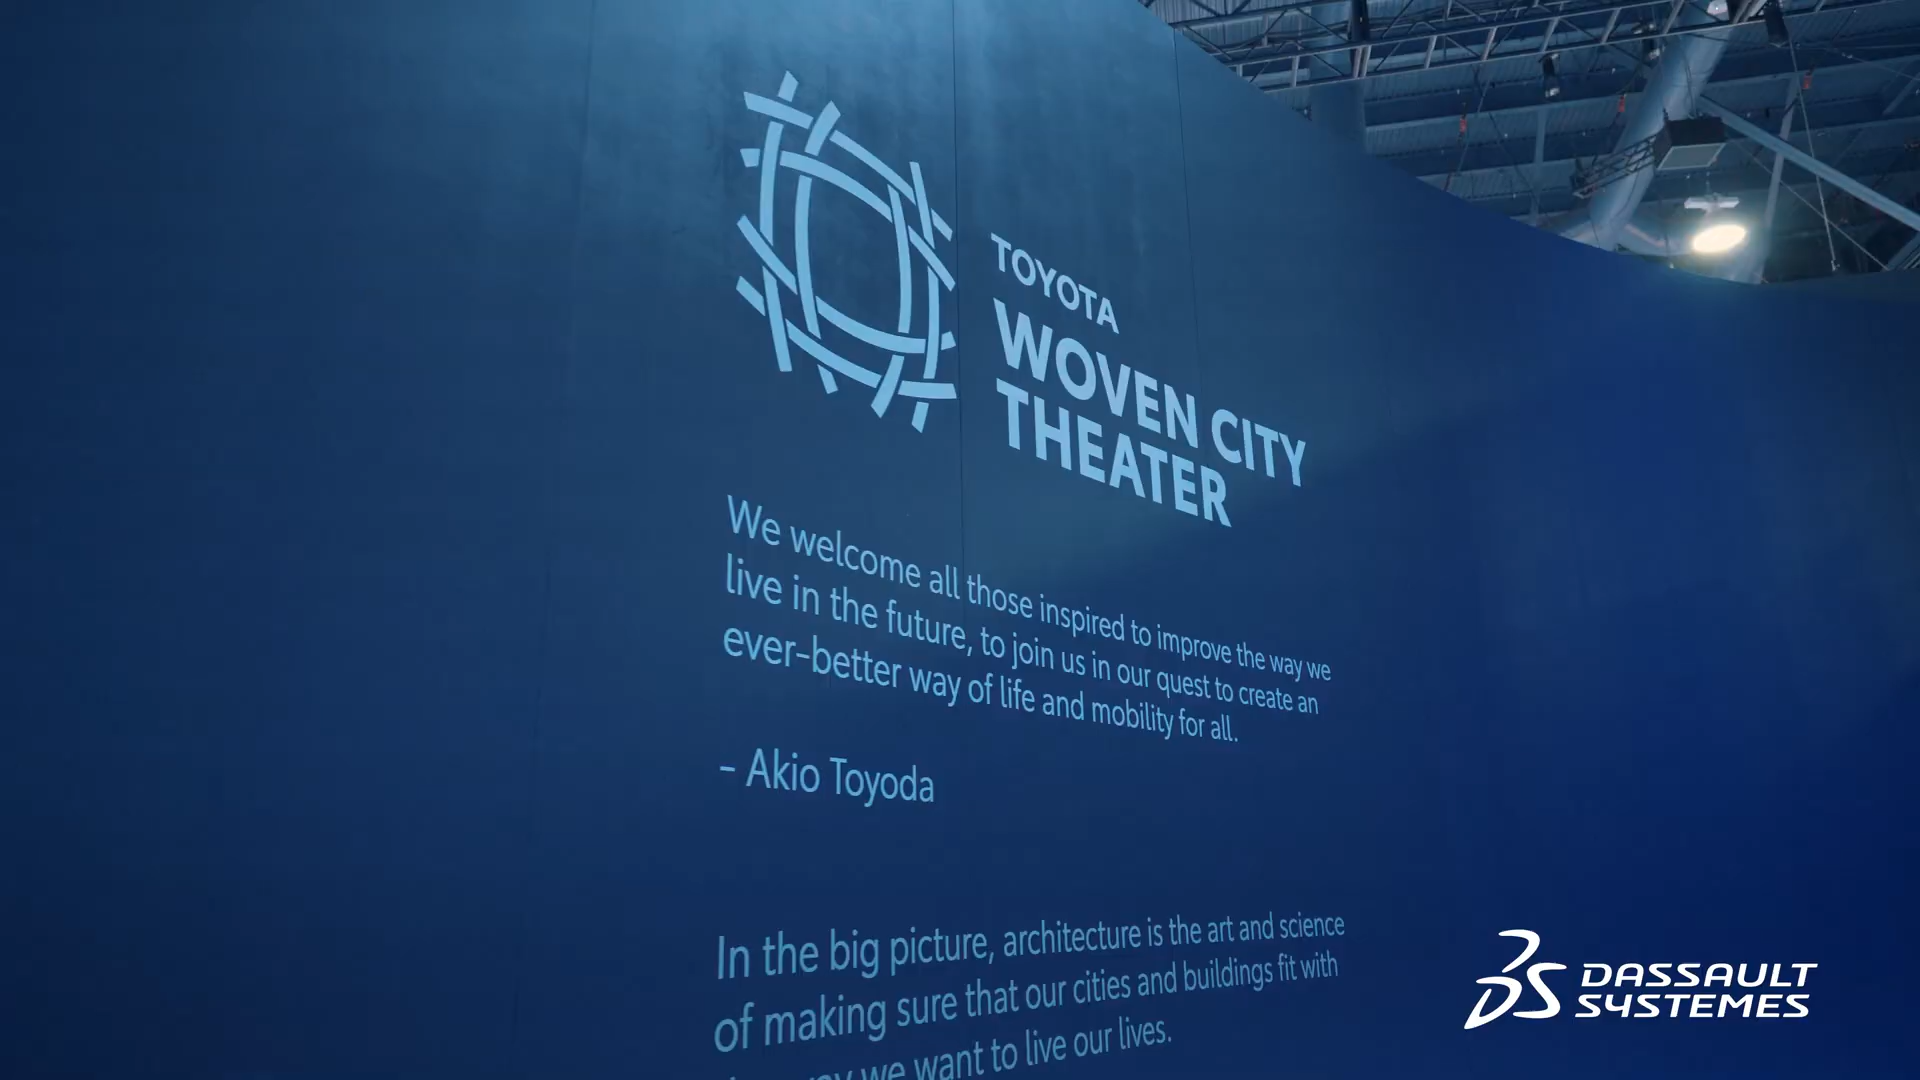 TOYOTA
WOVEN CITY
THEATER
We welcome all those inspired to improve the way we
live in the future, to join us in our quest to create an
ever-better way of life and mobility for all.
– Akio Toyoda
In the big picture, architecture is the art and science
of making sure that our cities and buildings fit with
we want to live our lives.
DASSAULT
SYSTEMES